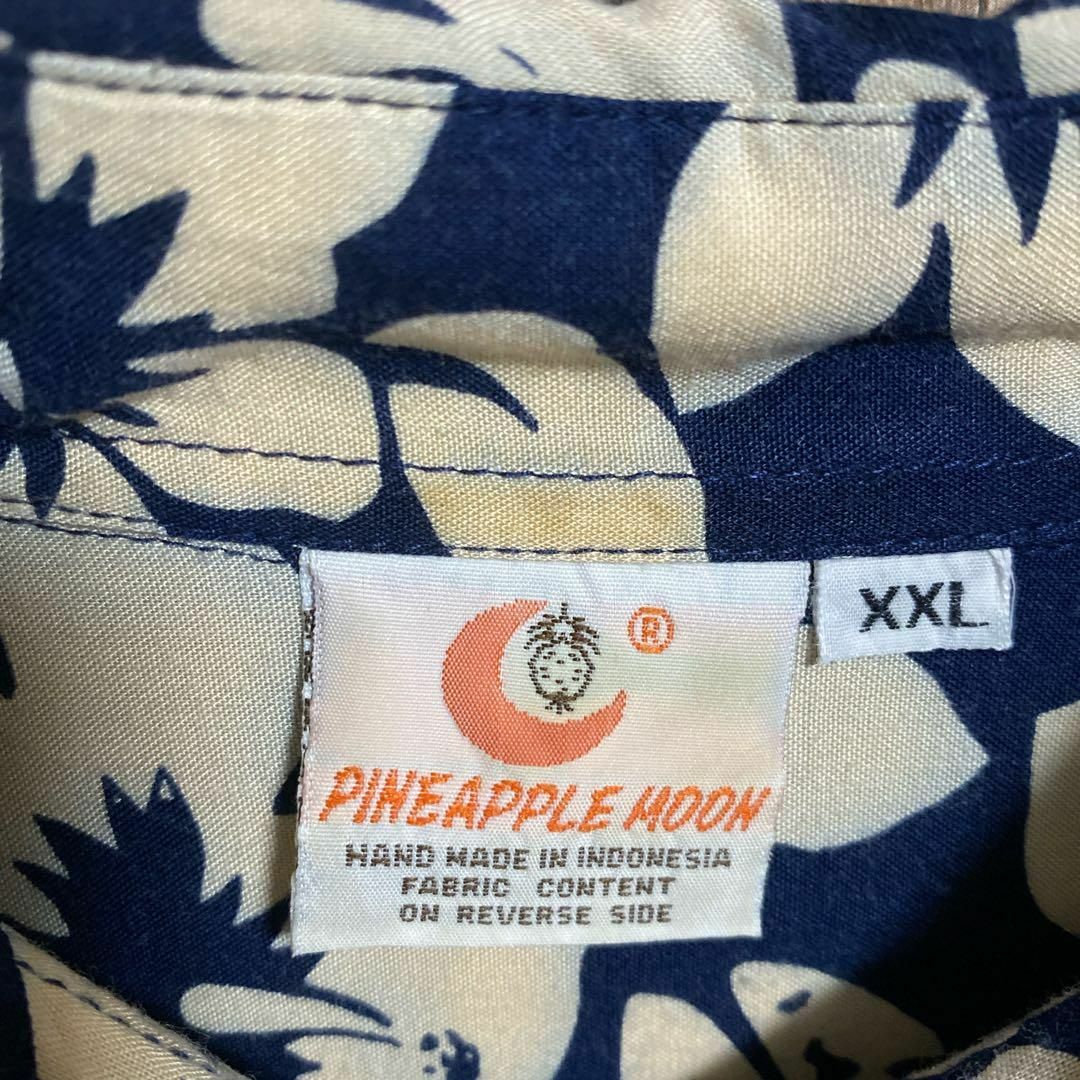 ®
PINEAPPLE MOON
HAND MADE IN INDONESIA
FABRIC CONTENT
ON REVERSE SIDE
XXL